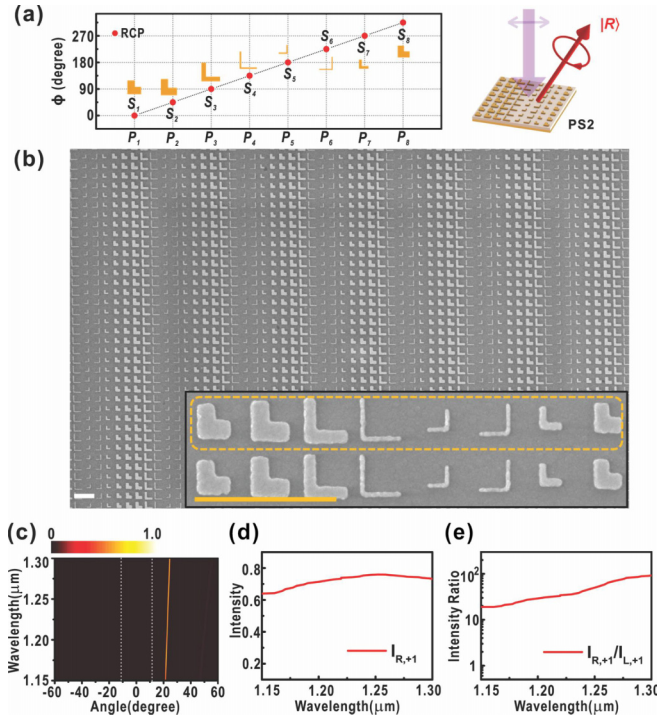 (a)
RCP
Φ (degree)
270
180
90
0
S1
S2
S3
S4
S5
S6
S7
S8
P1 P2 P3 P4 P5 P6 P7 P8
|R⟩
PS2
(b)
(c)
0 1.0
Wavelength(μm)
1.30
1.25
1.20
1.15
-60 -40 -20 0 20 40 60
Angle(degree)
(d)
Intensity
0.8
0.6
0.4
0.2
I R,+1
1.15 1.20 1.25 1.30
Wavelength(μm)
(e)
Intensity Ratio
10²
10
1
I R,+1/I L,+1
1.15 1.20 1.25 1.30
Wavelength(μm)